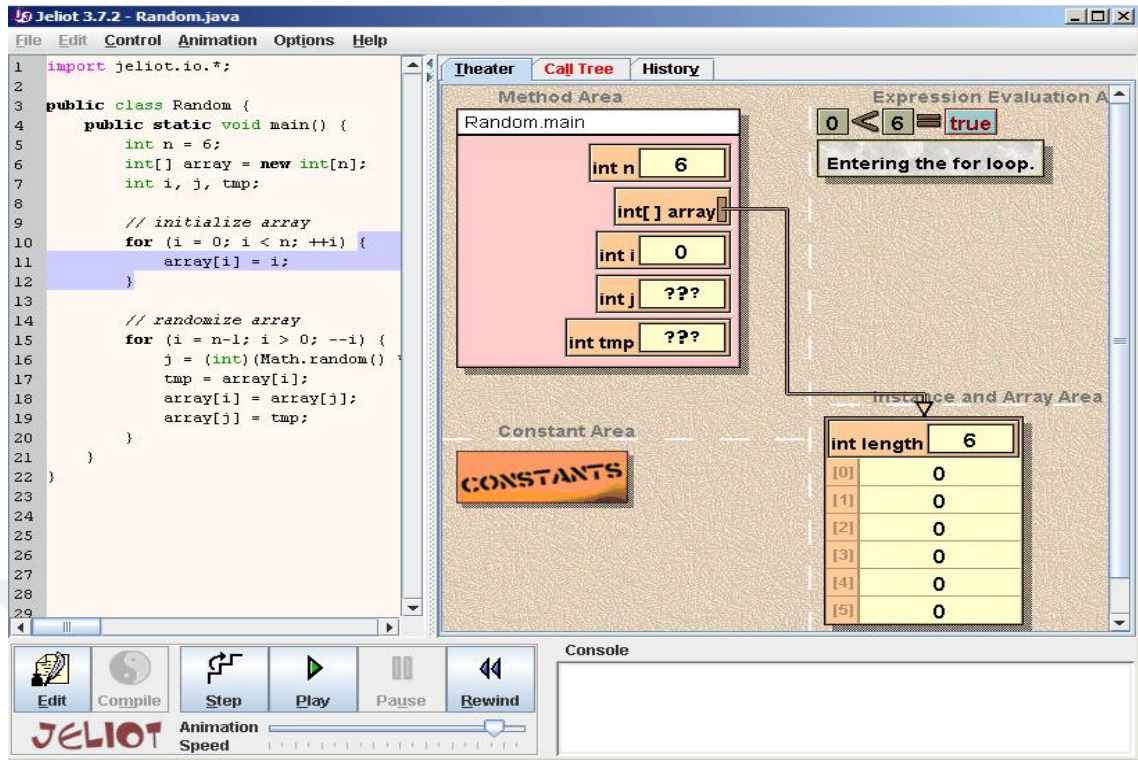 Jeliot 3.7.2 - Random.java
File Edit Control Animation Options Help
1 import jeliot.io.*;
2
3 public class Random {
4 public static void main() {
5 int n = 6;
6 int[] array = new int[n];
7 int i, j, tmp;
8
9 // initialize array
10 for (i = 0; i < n; ++i) {
11 array[i] = i;
12 }
13
14 // randomize array
15 for (i = n-1; i > 0; --i) {
16 j = (int)(Math.random()
17 tmp = array[i];
18 array[i] = array[j];
19 array[j] = tmp;
20 }
21 }
22 }
23
24
25
26
27
28
29
Theater Call Tree History
Method Area
Random.main
int n 6
int[ ] array
int i 0
int j ???
int tmp ???
Expression Evaluation A
0 < 6 = true
Entering the for loop.
Constant Area
CONSTANTS
Instance and Array Area
int length 6
[0] 0
[1] 0
[2] 0
[3] 0
[4] 0
[5] 0
Edit Compile Step Play Pause Rewind
JELIOT
Animation
Speed
Console